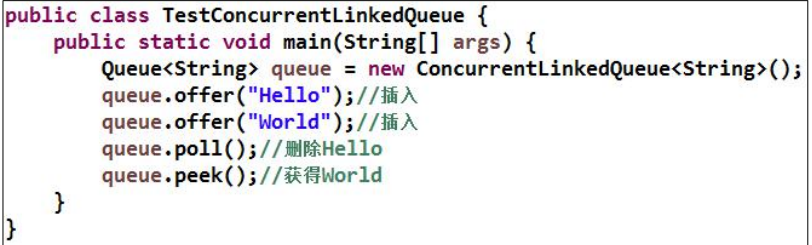 public class TestConcurrentLinkedQueue {
    public static void main(String[] args) {
        Queue<String> queue = new ConcurrentLinkedQueue<String>();
        queue.offer("Hello");//插入
        queue.offer("World");//插入
        queue.poll();//删除Hello
        queue.peek();//获得World
    }
}